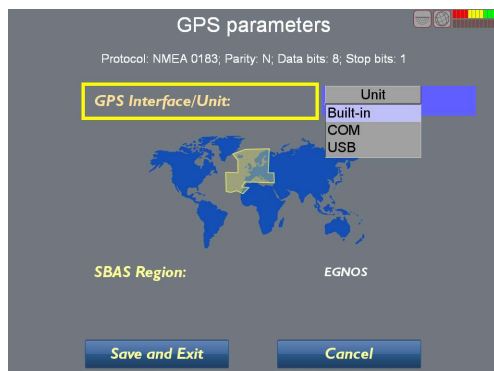 GPS parameters
Protocol: NMEA 0183; Parity: N; Data bits: 8; Stop bits: 1
GPS Interface/Unit:
Unit
Built-in
COM
USB
SBAS Region:
EGNOS
Save and Exit
Cancel